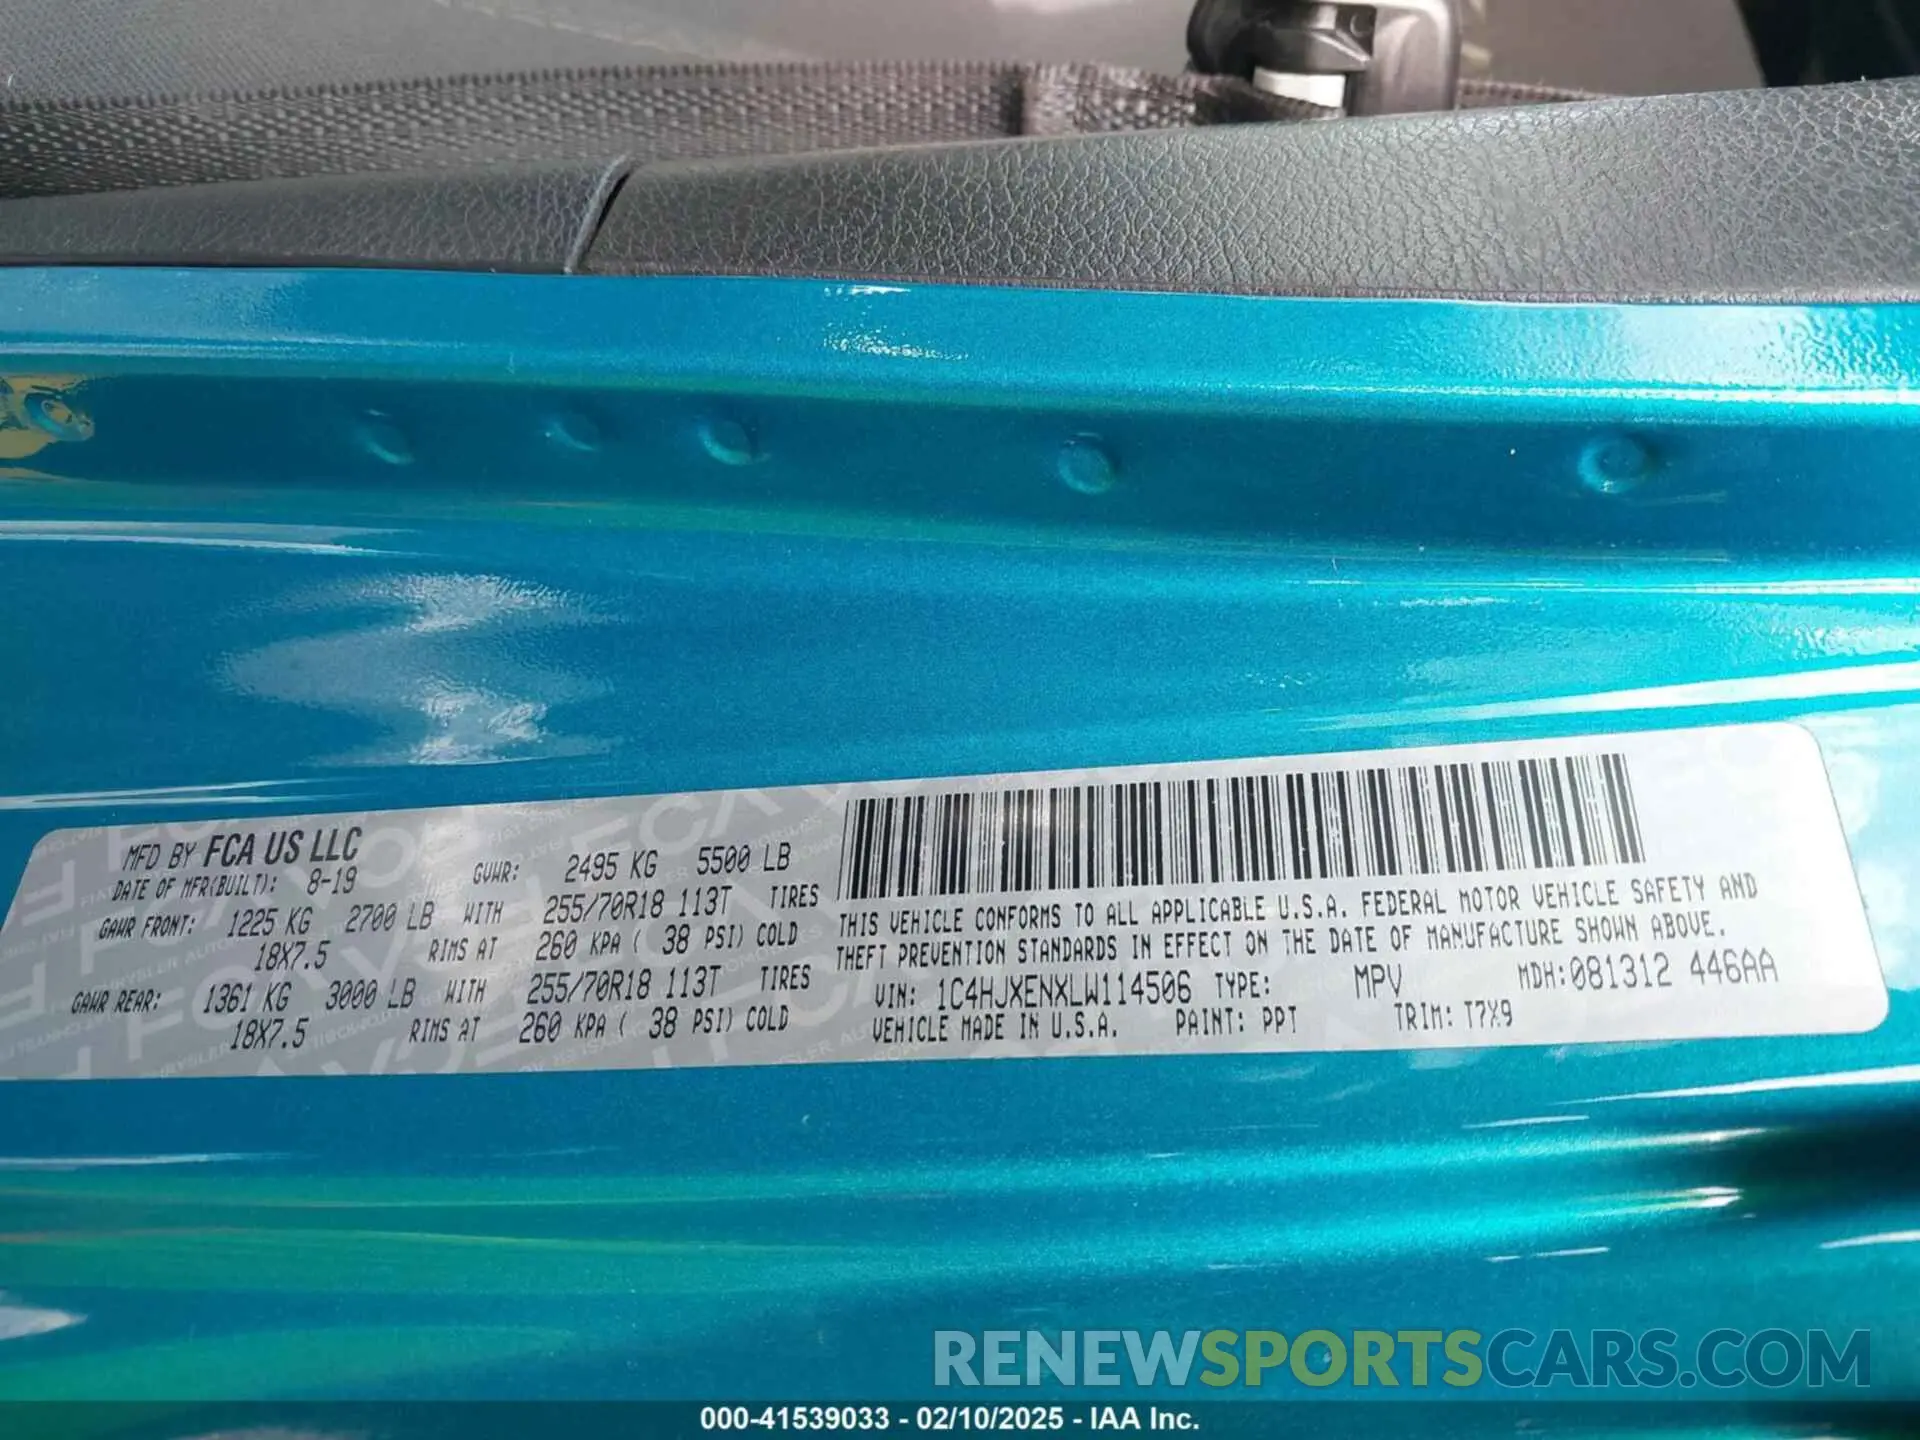 MFD BY FCA US LLC
DATE OF MFR(BUILT): 8-19 GVWR: 2495 KG 5500 LB
GAWR FRONT: 1225 KG 2700 LB WITH 255/70R18 113T TIRES
18X7.5 RIMS AT 260 KPA ( 38 PSI) COLD
GAWR REAR: 1361 KG 3000 LB WITH 255/70R18 113T TIRES
18X7.5 RIMS AT 260 KPA ( 38 PSI) COLD
THIS VEHICLE CONFORMS TO ALL APPLICABLE U.S.A. FEDERAL MOTOR VEHICLE SAFETY AND
THEFT PREVENTION STANDARDS IN EFFECT ON THE DATE OF MANUFACTURE SHOWN ABOVE.
VIN: 1C4HJXENXLW114506 TYPE: MPV MDH:081312 446AA
VEHICLE MADE IN U.S.A. PAINT: PPT TRIM: T7X9
RENEWSPORTSCARS.COM
000-41539033 - 02/10/2025 - IAA Inc.